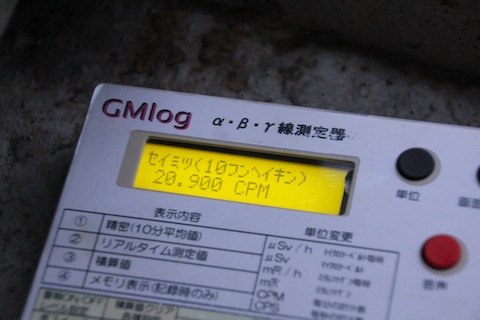 GMlog α・β・γ線測定器
セイミツ(10フンヘイキン)
20.900 CPM
単位
画面
音声
表示内容 単位変更
① 精密(10分平均値) μSv/h
② リアルタイム測定値 μSv
③ 積算値 mR/h
④ メモリ表示(記録時のみ) mR
CPM
CPS